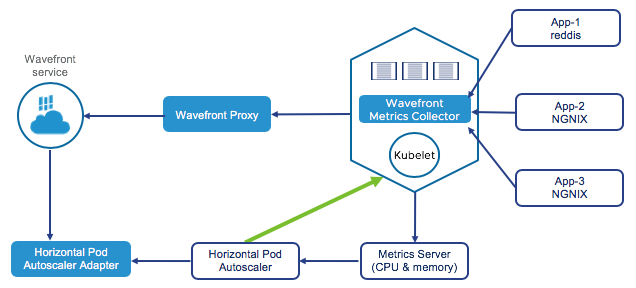 App-1
reddis
Wavefront
service
Wavefront Proxy
Wavefront
Metrics Collector
App-2
NGNIX
Kubelet
App-3
NGNIX
Horizontal Pod
Autoscaler Adapter
Horizontal Pod
Autoscaler
Metrics Server
(CPU & memory)